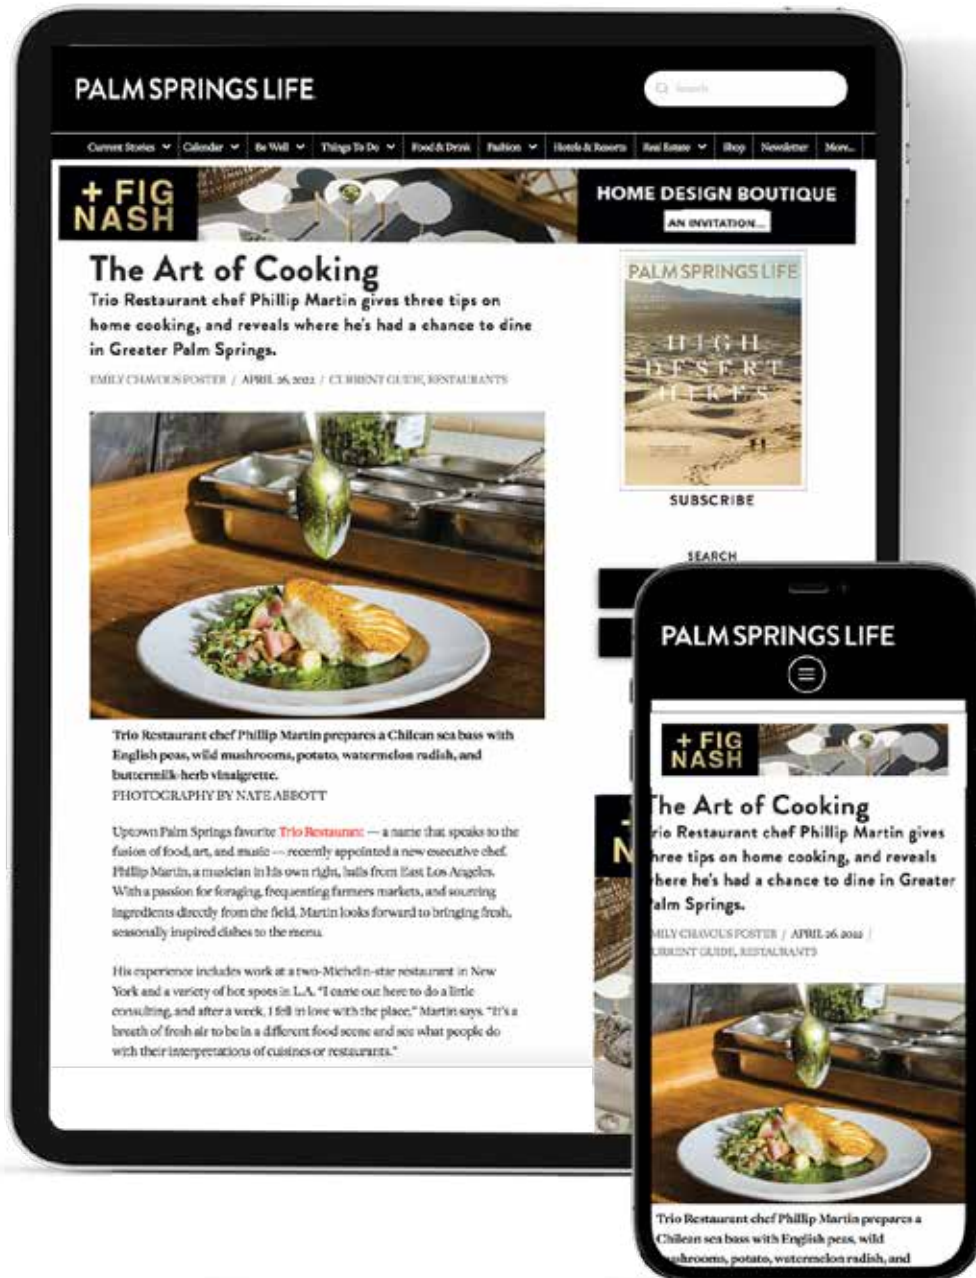 PALM SPRINGS LIFE
Search
Current Stories Calendar Be Well Things To Do Food & Drink Fashion Hotels & Resorts Real Estate Shop Newsletter More...
+ FIG
NASH
HOME DESIGN BOUTIQUE
AN INVITATION...
The Art of Cooking
Trio Restaurant chef Phillip Martin gives three tips on
home cooking, and reveals where he's had a chance to dine
in Greater Palm Springs.
EMILY CHAVOUS FOSTER / APRIL 26, 2022 / CURRENT GUIDE, RESTAURANTS
Trio Restaurant chef Phillip Martin prepares a Chilean sea bass with
English peas, wild mushrooms, potato, watermelon radish, and
buttermilk-herb vinaigrette.
PHOTOGRAPHY BY NATE ABBOTT
Uptown Palm Springs favorite Trio Restaurant — a name that speaks to the
fusion of food, art, and music — recently appointed a new executive chef.
Phillip Martin, a musician in his own right, hails from East Los Angeles.
With a passion for foraging, frequenting farmers markets, and sourcing
ingredients directly from the field, Martin looks forward to bringing fresh,
seasonally inspired dishes to the menu.
His experience includes work at a two-Michelin-star restaurant in New
York and a variety of hot spots in L.A. “I came out here to do a little
consulting, and after a week, I fell in love with the place,” Martin says. “It’s a
breath of fresh air to be in a different food scene and see what people do
with their interpretations of cuisines or restaurants.”
PALM SPRINGS LIFE
HIGH
DESERT
HIKES
SUBSCRIBE
SEARCH
N
PALM SPRINGS LIFE
+ FIG
NASH
The Art of Cooking
rio Restaurant chef Phillip Martin gives
hree tips on home cooking, and reveals
here he's had a chance to dine in Greater
alm Springs.
MILY CHAVOUS FOSTER / APRIL 26, 2022 /
URRENT GUIDE, RESTAURANTS
Trio Restaurant chef Phillip Martin prepares a
Chilean sea bass with English peas, wild
ushrooms, potato, watermelon radish, and